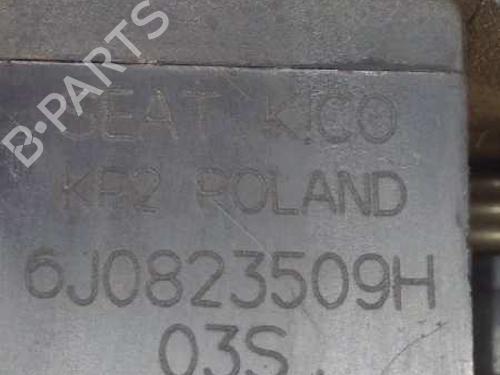 B-PARTS
SEAT KICO
KP2 POLAND
6J0823509H
03S.